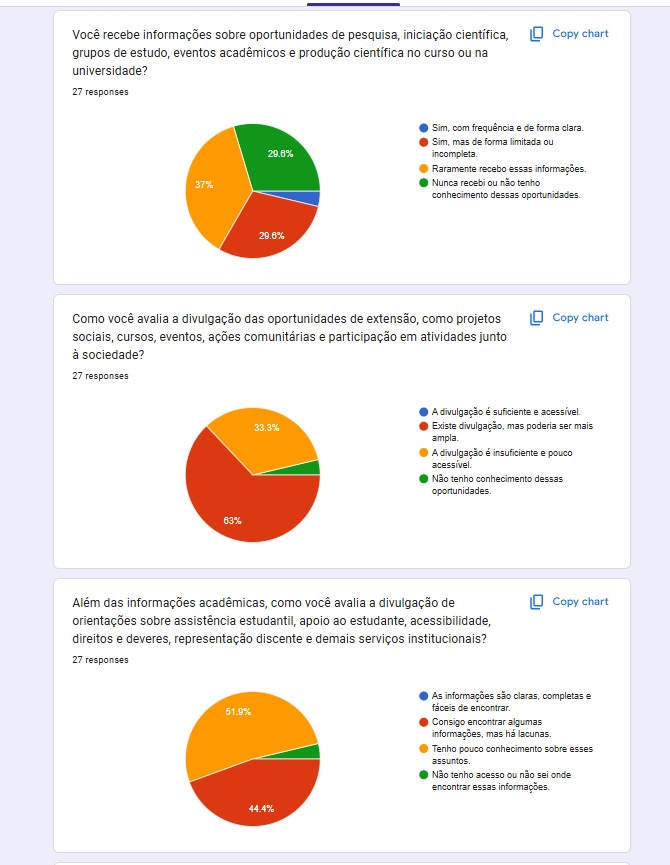 Você recebe informações sobre oportunidades de pesquisa, iniciação científica,
grupos de estudo, eventos acadêmicos e produção científica no curso ou na
universidade?
Copy chart
27 responses
29.6%
37%
29.6%
Sim, com frequência e de forma clara.
Sim, mas de forma limitada ou
incompleta.
Raramente recebo essas informações.
Nunca recebi ou não tenho
conhecimento dessas oportunidades.
Como você avalia a divulgação das oportunidades de extensão, como projetos
sociais, cursos, eventos, ações comunitárias e participação em atividades junto
à sociedade?
Copy chart
27 responses
33.3%
63%
A divulgação é suficiente e acessível.
Existe divulgação, mas poderia ser mais
ampla.
A divulgação é insuficiente e pouco
acessível.
Não tenho conhecimento dessas
oportunidades.
Além das informações acadêmicas, como você avalia a divulgação de
orientações sobre assistência estudantil, apoio ao estudante, acessibilidade,
direitos e deveres, representação discente e demais serviços institucionais?
Copy chart
27 responses
51.9%
44.4%
As informações são claras, completas e
fáceis de encontrar.
Consigo encontrar algumas
informações, mas há lacunas.
Tenho pouco conhecimento sobre esses
assuntos.
Não tenho acesso ou não sei onde
encontrar essas informações.